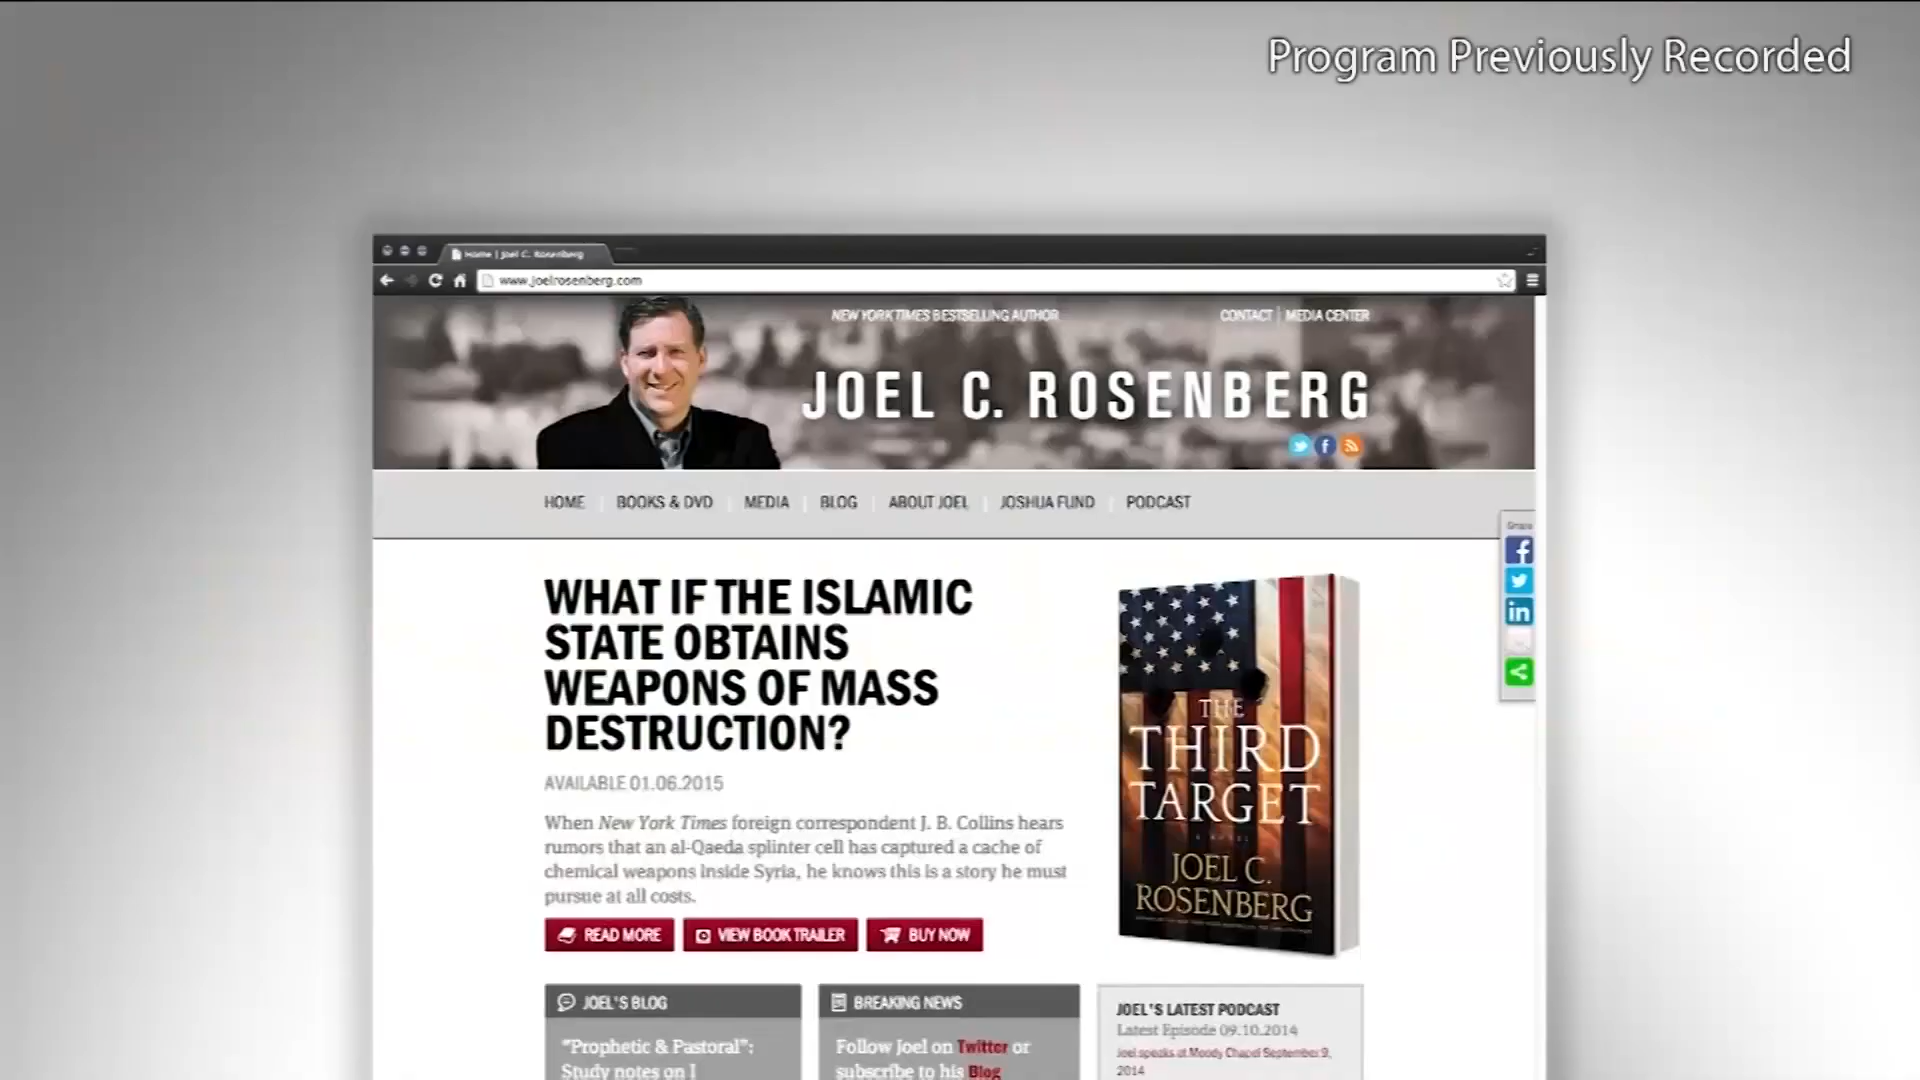 Program Previously Recorded
Home | Joel C. Rosenberg
www.joelrosenberg.com
NEW YORK TIMES BESTSELLING AUTHOR
CONTACT | MEDIA CENTER
JOEL C. ROSENBERG
HOME | BOOKS & DVD | MEDIA | BLOG | ABOUT JOEL | JOSHUA FUND | PODCAST
Share
WHAT IF THE ISLAMIC
STATE OBTAINS
WEAPONS OF MASS
DESTRUCTION?
AVAILABLE 01.06.2015
When New York Times foreign correspondent J. B. Collins hears
rumors that an al-Qaeda splinter cell has captured a cache of
chemical weapons inside Syria, he knows this is a story he must
pursue at all costs.
READ MORE
VIEW BOOK TRAILER
BUY NOW
THE
THIRD
TARGET
A NOVEL
JOEL C.
ROSENBERG
JOEL'S BLOG
"Prophetic & Pastoral":
Study notes on I
BREAKING NEWS
Follow Joel on Twitter or
subscribe to his Blog
JOEL'S LATEST PODCAST
Latest Episode 09.10.2014
Joel speaks at Moody Chapel September 9,
2014